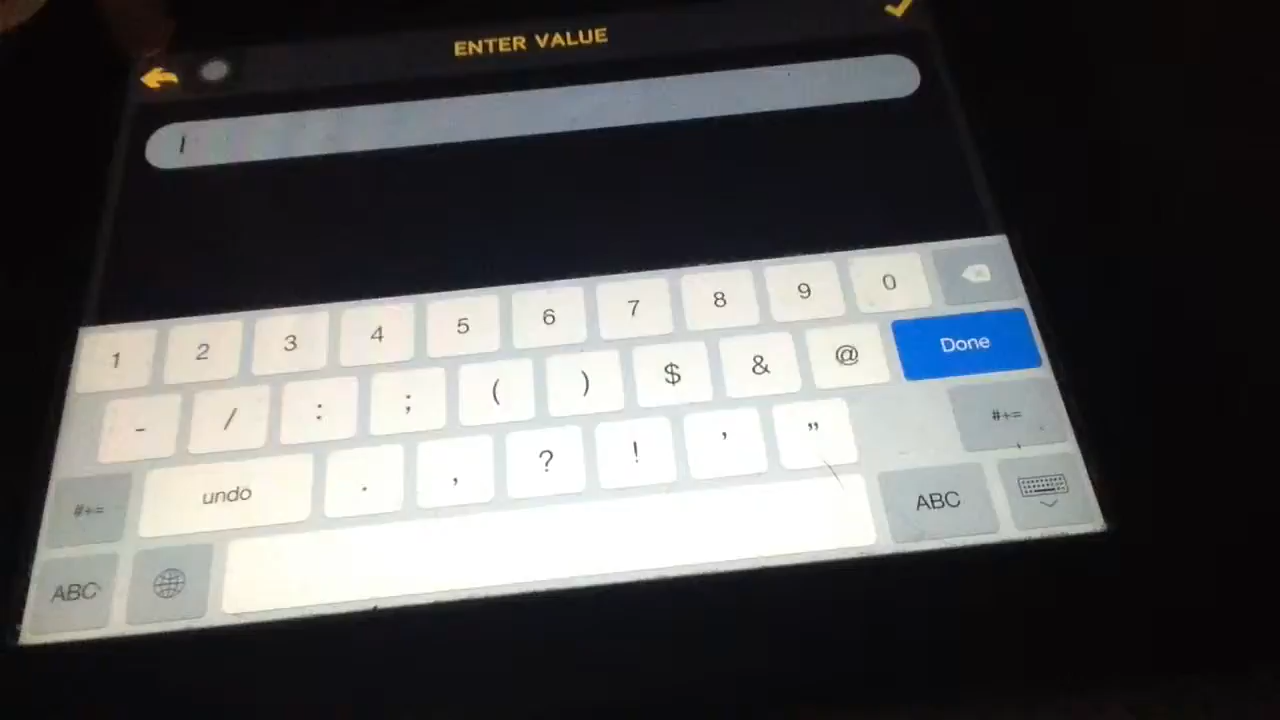 ENTER VALUE
1 2 3 4 5 6 7 8 9 0
- / : ; ( ) $ & @ Done
#+= undo . , ? ! ' " #+=
ABC ABC